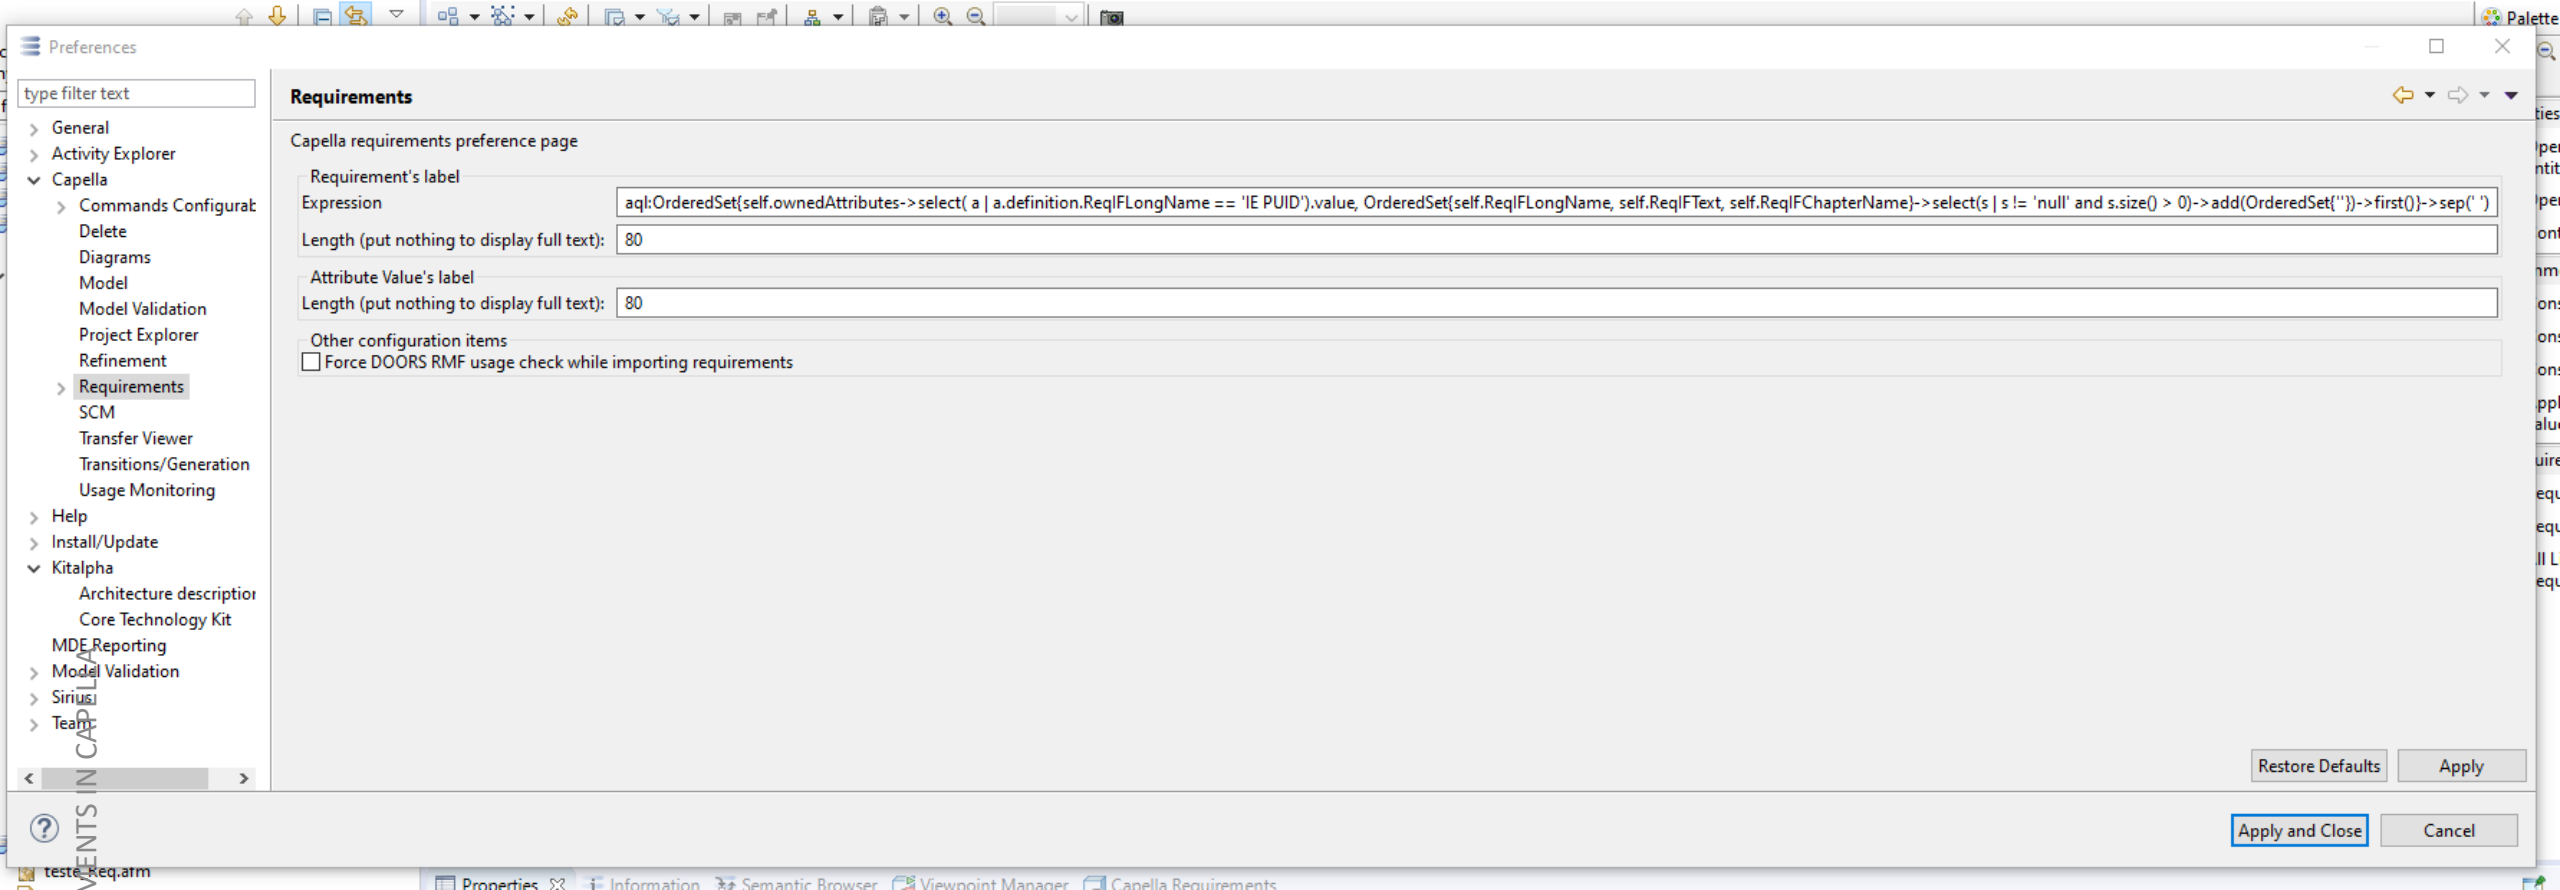 Palette
Preferences
type filter text
General
Activity Explorer
Capella
Commands Configurat
Delete
Diagrams
Model
Model Validation
Project Explorer
Refinement
Requirements
SCM
Transfer Viewer
Transitions/Generation
Usage Monitoring
Help
Install/Update
Kitalpha
Architecture description
Core Technology Kit
MDE Reporting
Model Validation
Sirius
Team
Requirements
Capella requirements preference page
Requirement's label
Expression
aql:OrderedSet{self.ownedAttributes->select( a | a.definition.ReqIFLongName == 'IE PUID').value, OrderedSet{self.ReqIFLongName, self.ReqIFText, self.ReqIFChapterName}->select(s | s != 'null' and s.size() > 0)->add(OrderedSet{''})->first()}->sep(' ')
Length (put nothing to display full text): 80
Attribute Value's label
Length (put nothing to display full text): 80
Other configuration items
Force DOORS RMF usage check while importing requirements
Restore Defaults Apply
Apply and Close Cancel
IN CAPELLA
Properties Information Semantic Browser Viewpoint Manager Capella Requirements